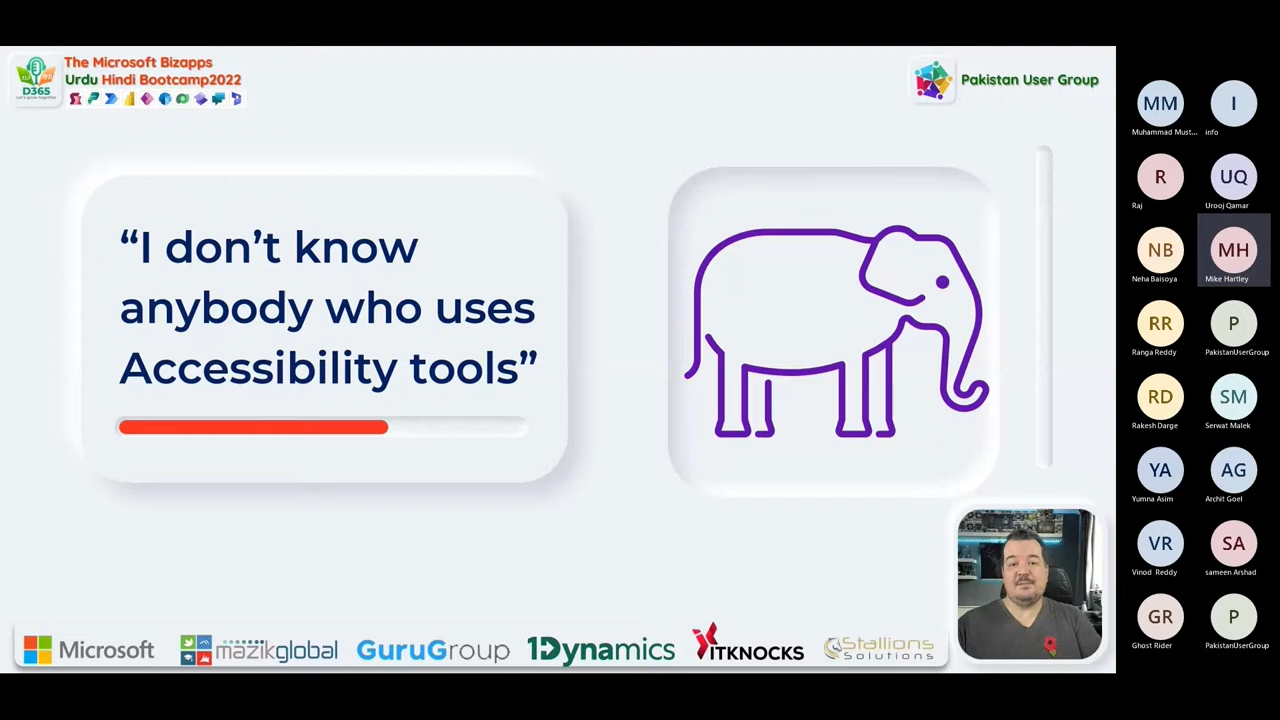 The Microsoft Bizapps
Urdu Hindi Bootcamp2022
D365
Let's grow together
Pakistan User Group
“I don’t know
anybody who uses
Accessibility tools”
Microsoft
mazikglobal
GuruGroup
1Dynamics
ITKNOCKS
Stallions
Solutions
MM
I
Muhammad Must...
info
R
UQ
Raj
Urooj Qamar
NB
MH
Neha Baisoya
Mike Hartley
RR
P
Ranga Reddy
PakistanUserGroup
RD
SM
Rakesh Darge
Serwat Malek
YA
AG
Yumna Asim
Archit Goel
VR
SA
Vinod Reddy
sameen Arshad
GR
P
Ghost Rider
PakistanUserGroup